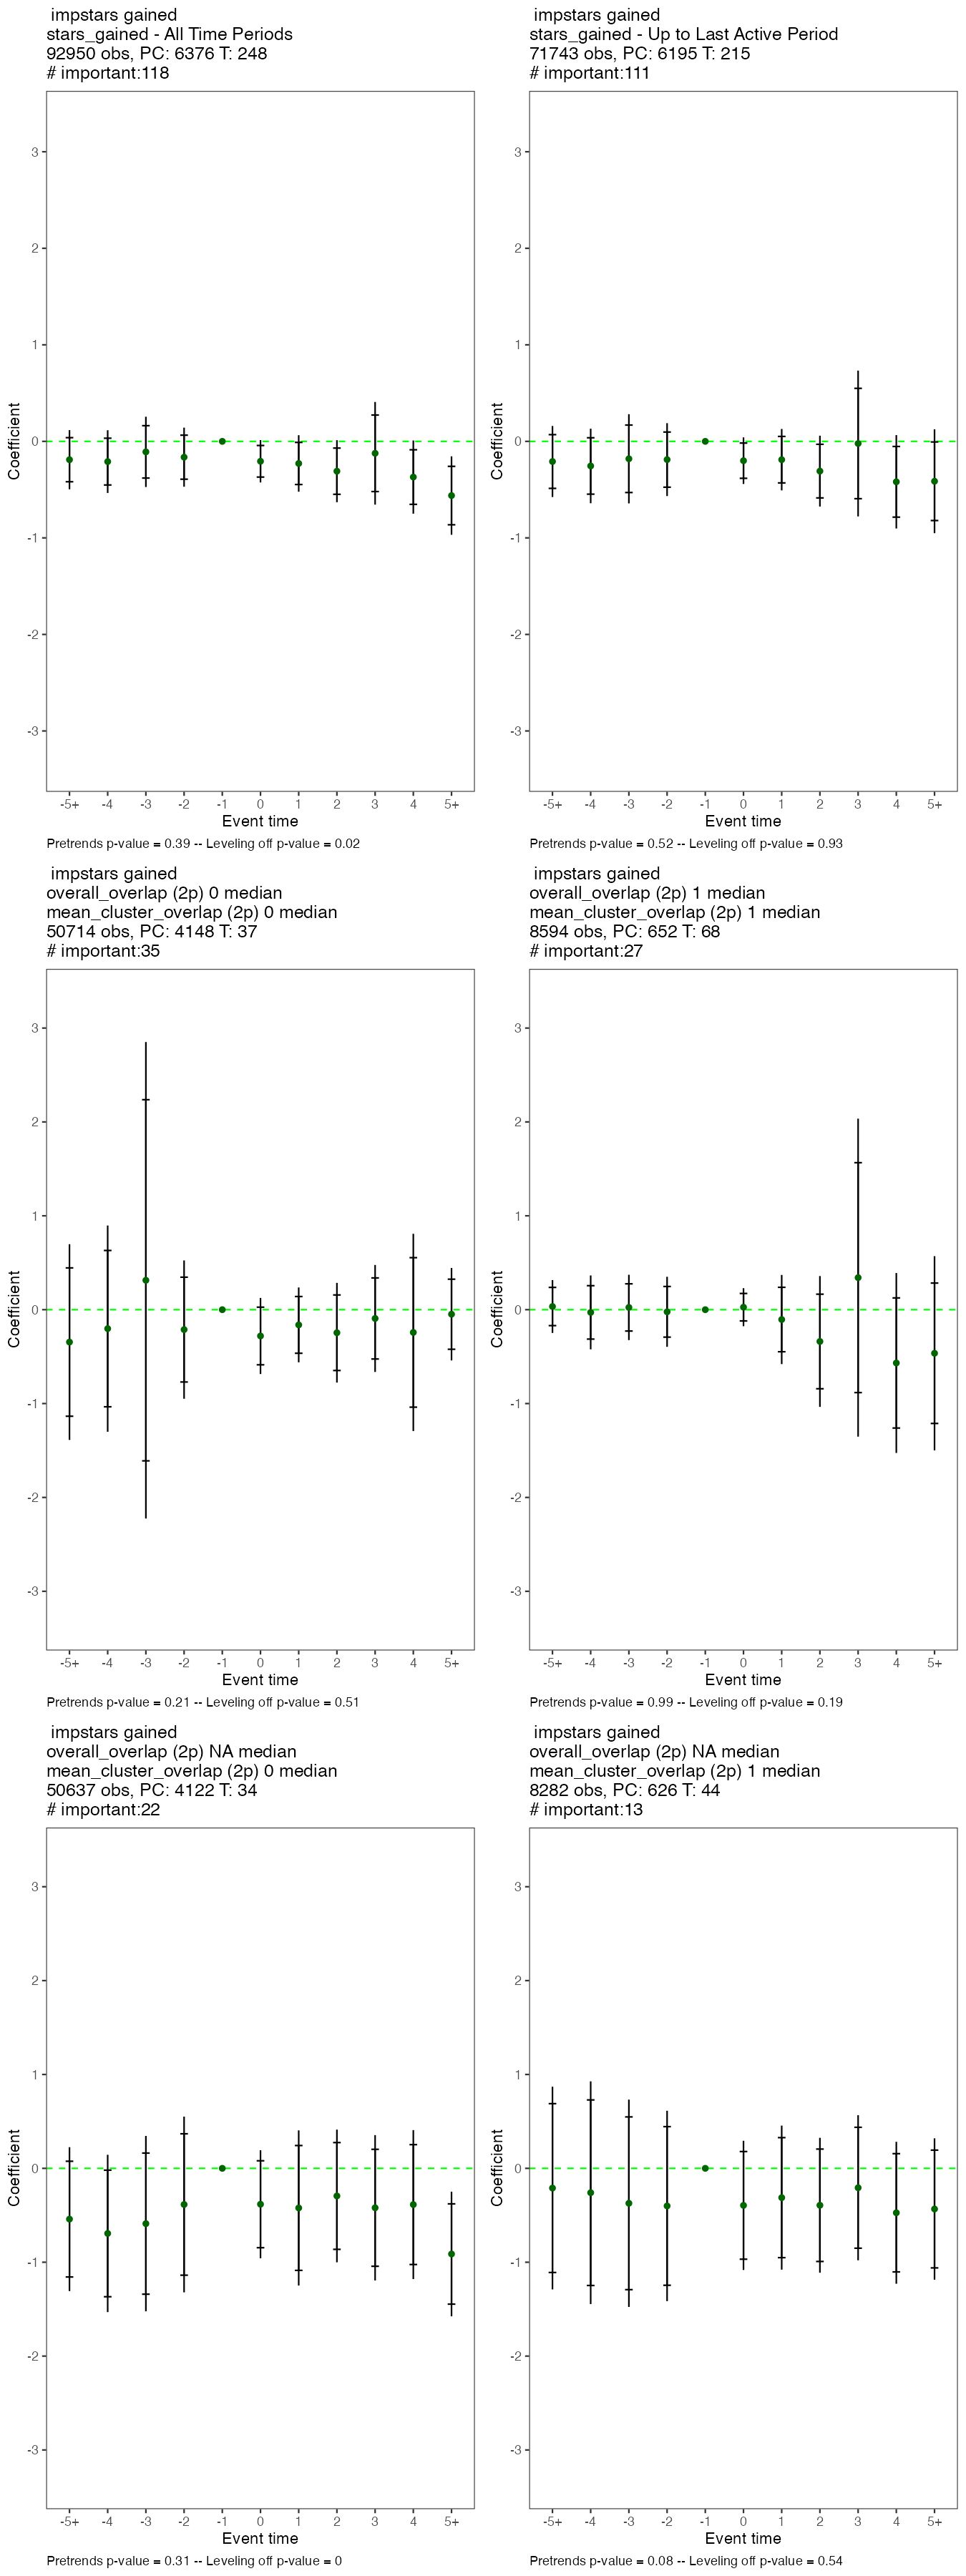 impstars gained
stars_gained - All Time Periods
92950 obs, PC: 6376 T: 248
# important:118
3
2
1
0
-1
-2
-3
Coefficient
-5+ -4 -3 -2 -1 0 1 2 3 4 5+
Event time
Pretrends p-value = 0.39 -- Leveling off p-value = 0.02
impstars gained
stars_gained - Up to Last Active Period
71743 obs, PC: 6195 T: 215
# important:111
3
2
1
0
-1
-2
-3
Coefficient
-5+ -4 -3 -2 -1 0 1 2 3 4 5+
Event time
Pretrends p-value = 0.52 -- Leveling off p-value = 0.93
impstars gained
overall_overlap (2p) 0 median
mean_cluster_overlap (2p) 0 median
50714 obs, PC: 4148 T: 37
# important:35
3
2
1
0
-1
-2
-3
Coefficient
-5+ -4 -3 -2 -1 0 1 2 3 4 5+
Event time
Pretrends p-value = 0.21 -- Leveling off p-value = 0.51
impstars gained
overall_overlap (2p) 1 median
mean_cluster_overlap (2p) 1 median
8594 obs, PC: 652 T: 68
# important:27
3
2
1
0
-1
-2
-3
Coefficient
-5+ -4 -3 -2 -1 0 1 2 3 4 5+
Event time
Pretrends p-value = 0.99 -- Leveling off p-value = 0.19
impstars gained
overall_overlap (2p) NA median
mean_cluster_overlap (2p) 0 median
50637 obs, PC: 4122 T: 34
# important:22
3
2
1
0
-1
-2
-3
Coefficient
-5+ -4 -3 -2 -1 0 1 2 3 4 5+
Event time
Pretrends p-value = 0.31 -- Leveling off p-value = 0
impstars gained
overall_overlap (2p) NA median
mean_cluster_overlap (2p) 1 median
8282 obs, PC: 626 T: 44
# important:13
3
2
1
0
-1
-2
-3
Coefficient
-5+ -4 -3 -2 -1 0 1 2 3 4 5+
Event time
Pretrends p-value = 0.08 -- Leveling off p-value = 0.54